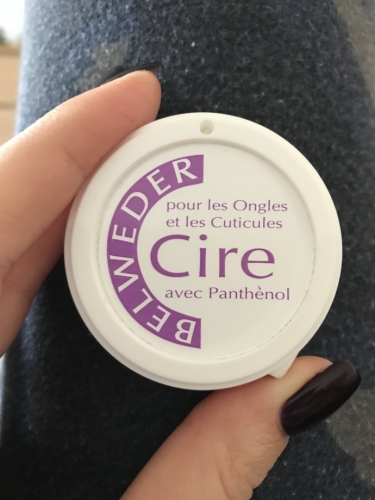 BELWEDER
pour les Ongles
et les Cuticules
Cire
avec Panthènol